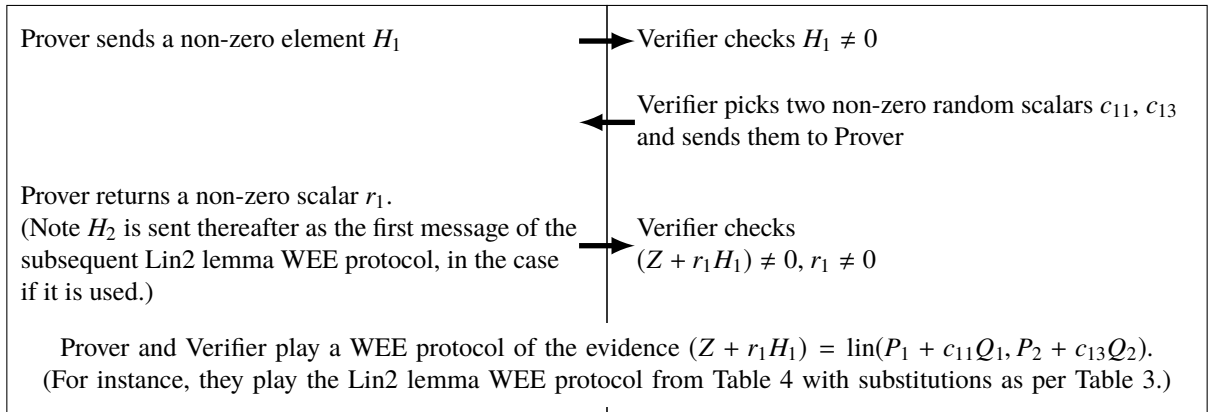 Prover sends a non-zero element H₁
Verifier checks H₁ ≠ 0
Verifier picks two non-zero random scalars c₁₁, c₁₃
and sends them to Prover
Prover returns a non-zero scalar r₁.
(Note H₂ is sent thereafter as the first message of the
subsequent Lin2 lemma WEE protocol, in the case
if it is used.)
Verifier checks
(Z + r₁H₁) ≠ 0, r₁ ≠ 0
Prover and Verifier play a WEE protocol of the evidence (Z + r₁H₁) = lin(P₁ + c₁₁Q₁, P₂ + c₁₃Q₂).
(For instance, they play the Lin2 lemma WEE protocol from Table 4 with substitutions as per Table 3.)